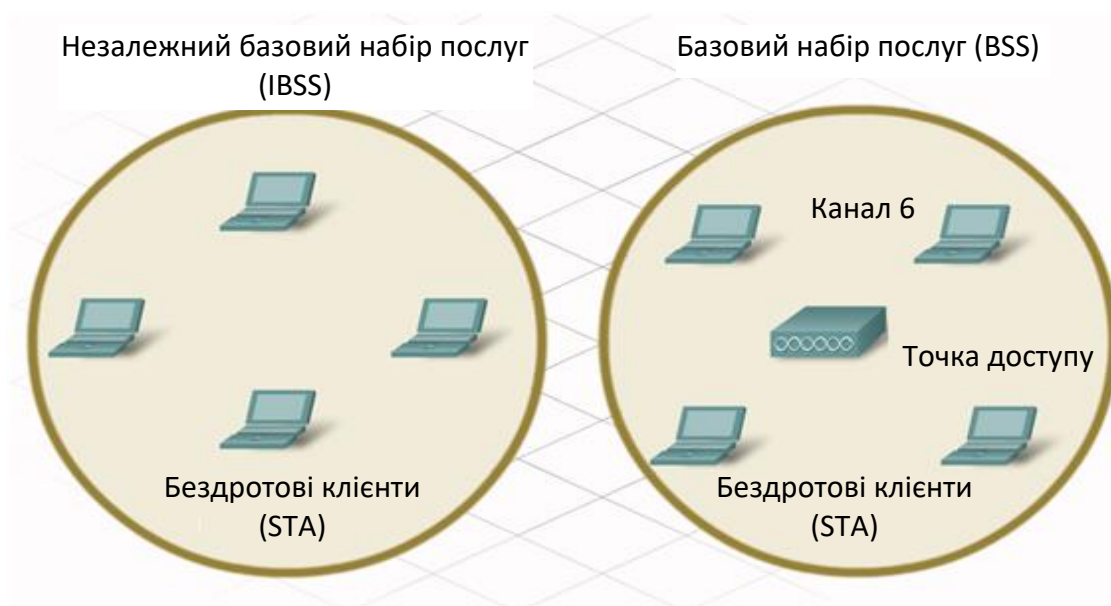 Незалежний базовий набір послуг
(IBSS)
Базовий набір послуг (BSS)
Канал 6
Точка доступу
Бездротові клієнти
(STA)
Бездротові клієнти
(STA)